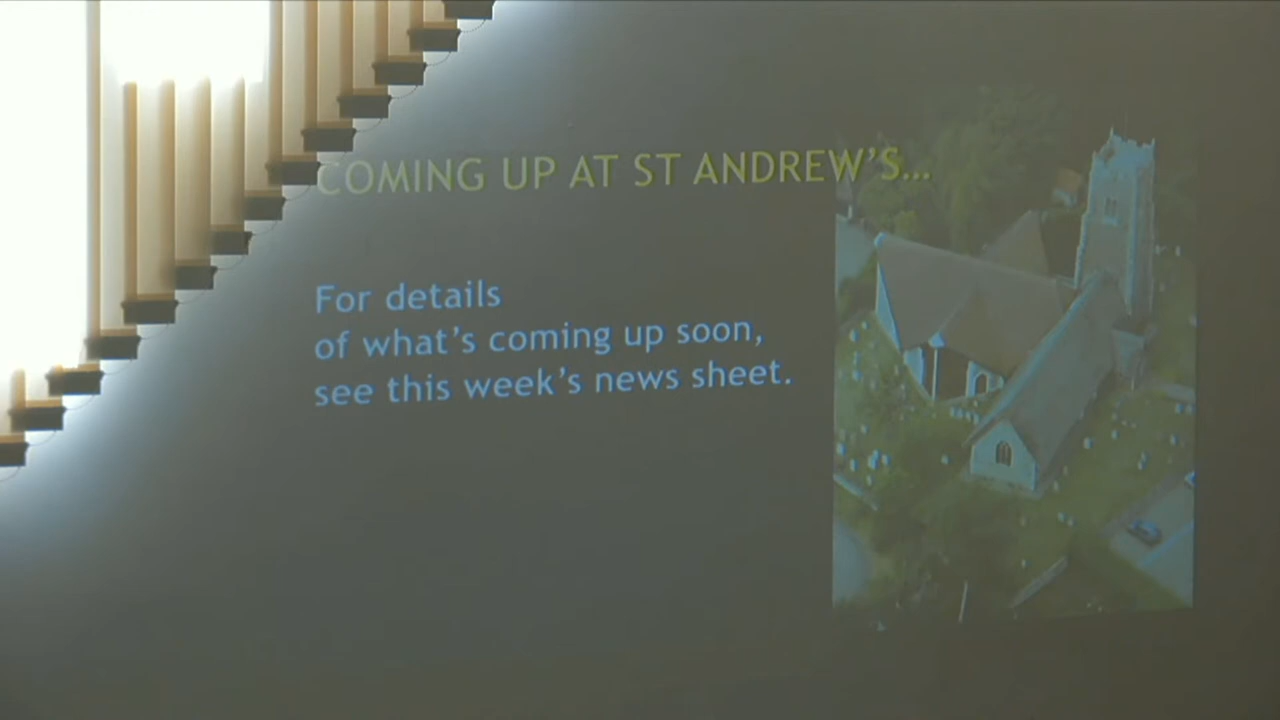 COMING UP AT ST ANDREW'S...
For details
of what's coming up soon,
see this week's news sheet.